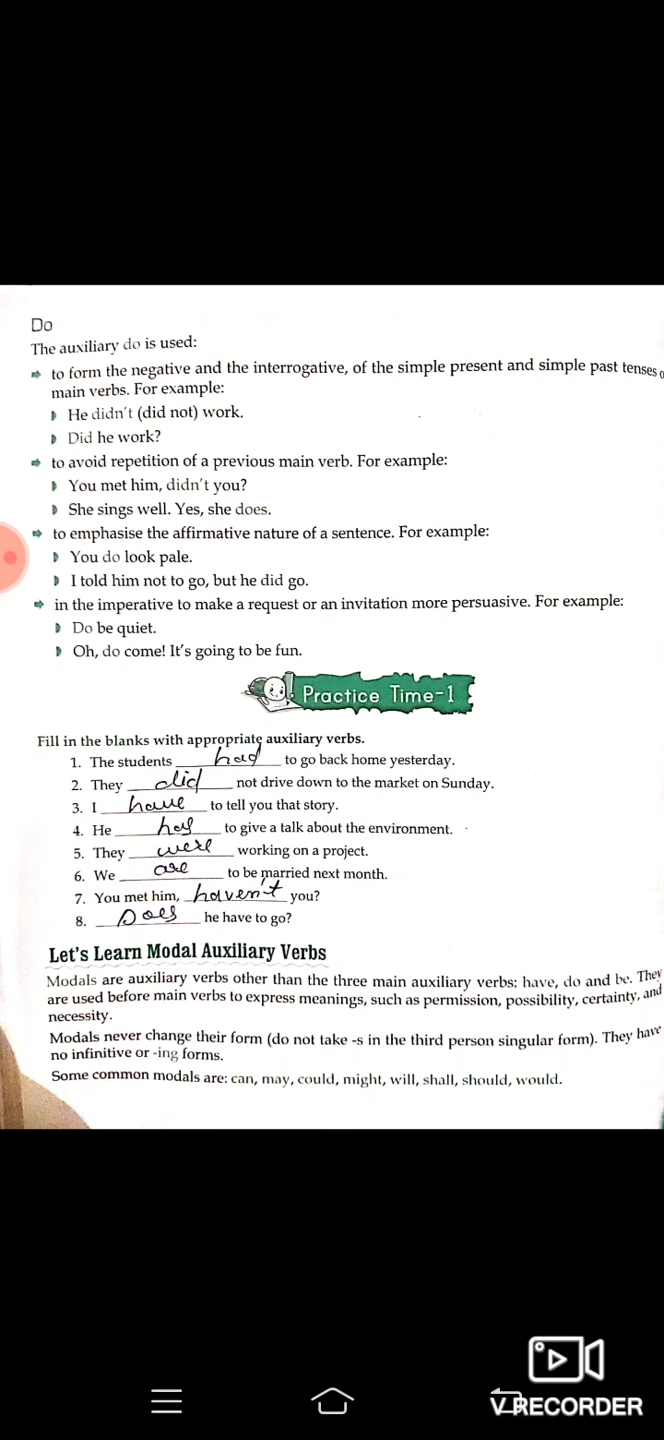 Do
The auxiliary do is used:
to form the negative and the interrogative, of the simple present and simple past tenses o
main verbs. For example:
He didn't (did not) work.
Did he work?
to avoid repetition of a previous main verb. For example:
You met him, didn't you?
She sings well. Yes, she does.
to emphasise the affirmative nature of a sentence. For example:
You do look pale.
I told him not to go, but he did go.
in the imperative to make a request or an invitation more persuasive. For example:
Do be quiet.
Oh, do come! It's going to be fun.
Practice Time-1
Fill in the blanks with appropriate auxiliary verbs.
1. The students had to go back home yesterday.
2. They did not drive down to the market on Sunday.
3. I have to tell you that story.
4. He has to give a talk about the environment.
5. They were working on a project.
6. We are to be married next month.
7. You met him, haven't you?
8. Does he have to go?
Let's Learn Modal Auxiliary Verbs
Modals are auxiliary verbs other than the three main auxiliary verbs: have, do and be. They
are used before main verbs to express meanings, such as permission, possibility, certainty, and
necessity.
Modals never change their form (do not take -s in the third person singular form). They have
no infinitive or -ing forms.
Some common modals are: can, may, could, might, will, shall, should, would.
V RECORDER